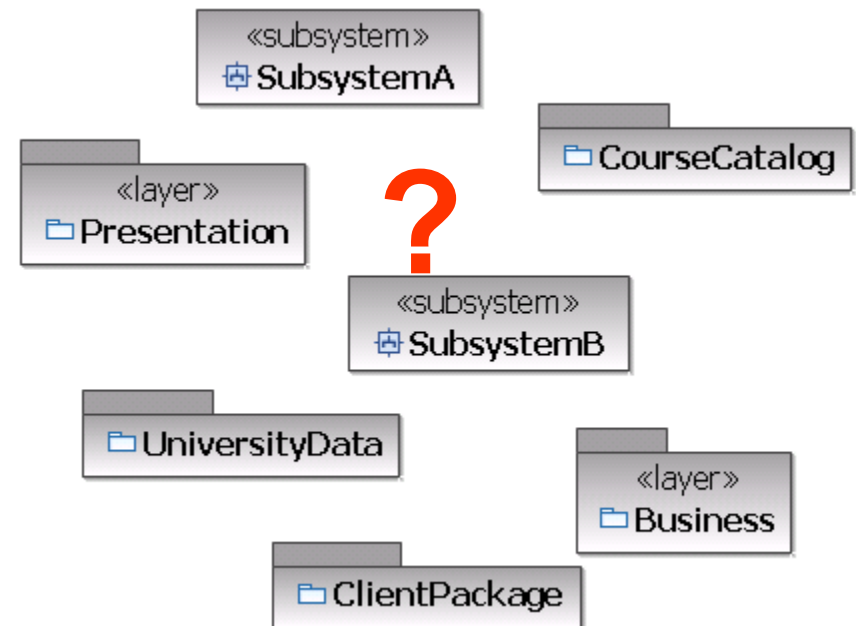 «subsystem»
SubsystemA
CourseCatalog
«layer»
Presentation
?
«subsystem»
SubsystemB
UniversityData
«layer»
Business
ClientPackage